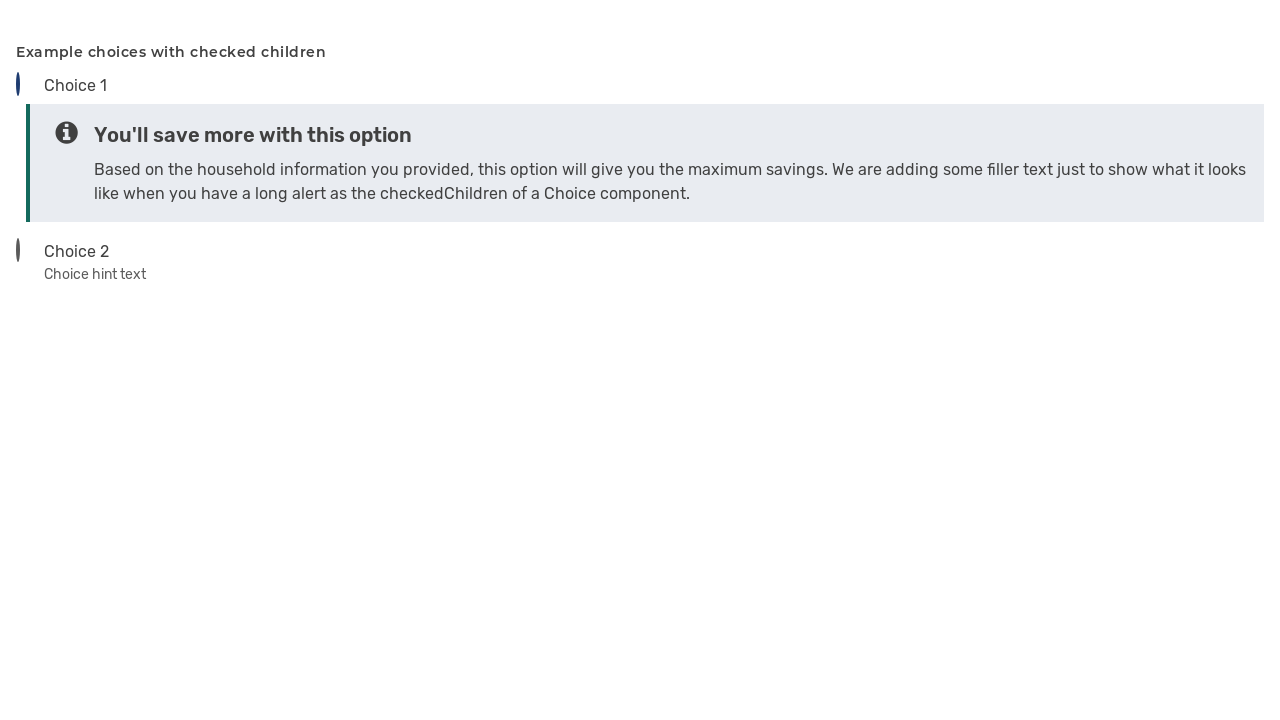 Example choices with checked children
Choice 1
You'll save more with this option
Based on the household information you provided, this option will give you the maximum savings. We are adding some filler text just to show what it looks
like when you have a long alert as the checkedChildren of a Choice component.
Choice 2
Choice hint text